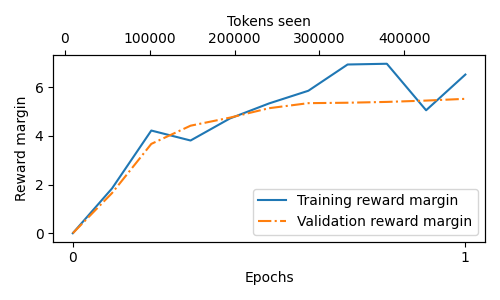 Tokens seen
0 100000 200000 300000 400000
Reward margin
6
4
2
0
Training reward margin
Validation reward margin
0 1
Epochs